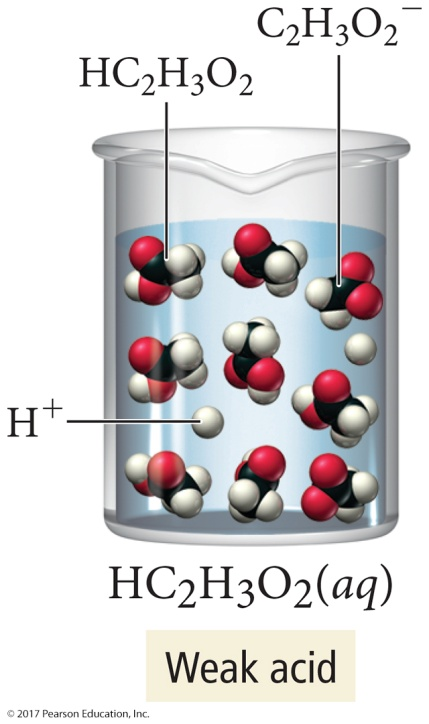 C₂H₃O₂⁻
HC₂H₃O₂
H⁺
HC₂H₃O₂(aq)
Weak acid
© 2017 Pearson Education, Inc.